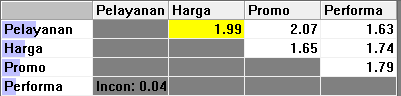 Pelayanan Harga Promo Performa
Pelayanan 1.99 2.07 1.63
Harga 1.65 1.74
Promo 1.79
Performa Incon: 0.04